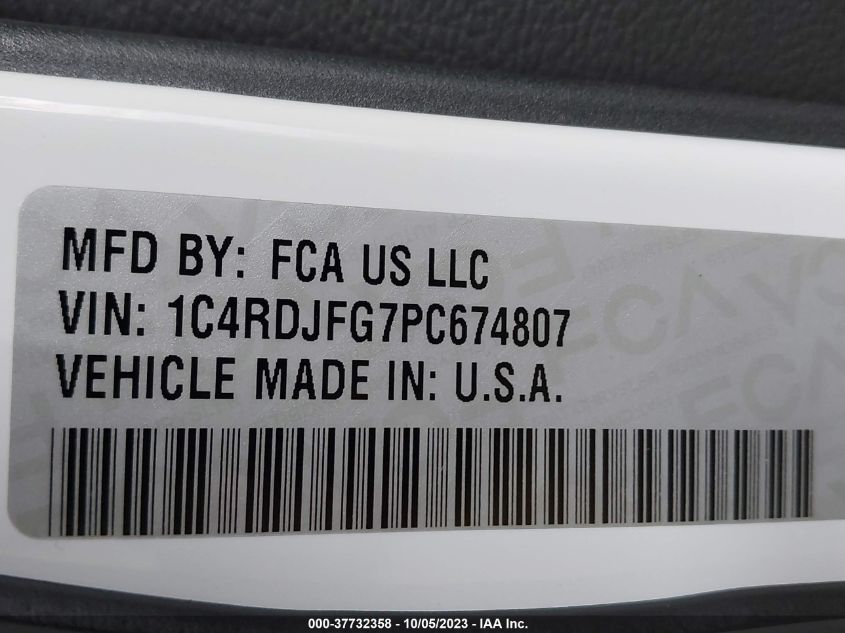 MFD BY: FCA US LLC
VIN: 1C4RDJFG7PC674807
VEHICLE MADE IN: U.S.A.
000-37732358 - 10/05/2023 - IAA Inc.